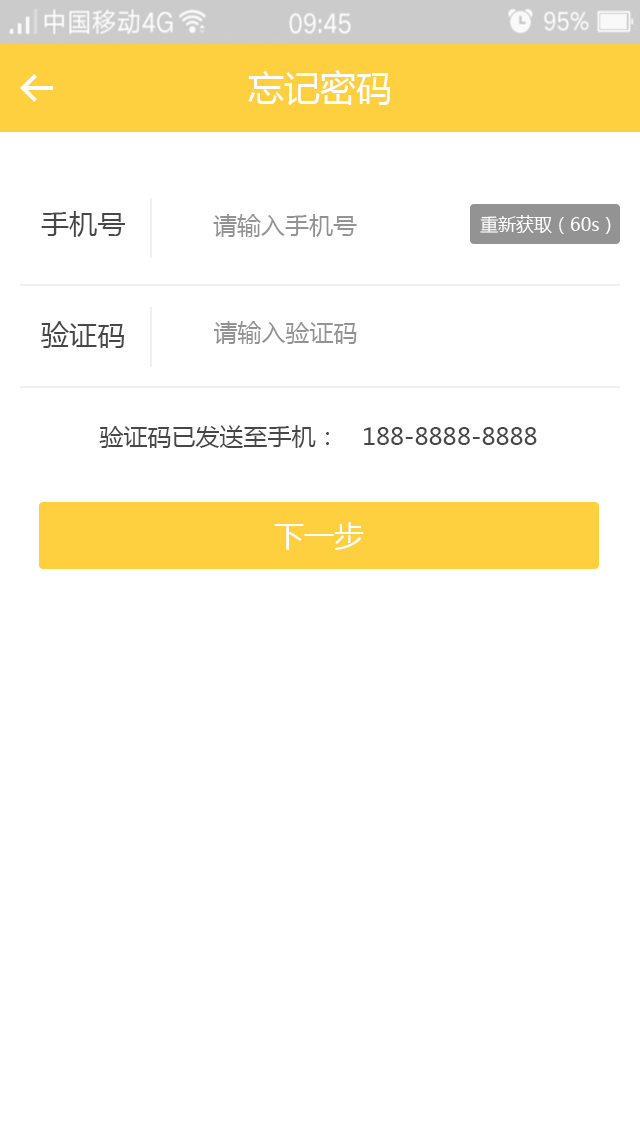 中国移动4G 09:45 95%
忘记密码
手机号 请输入手机号 重新获取（60s）
验证码 请输入验证码
验证码已发送至手机： 188-8888-8888
下一步